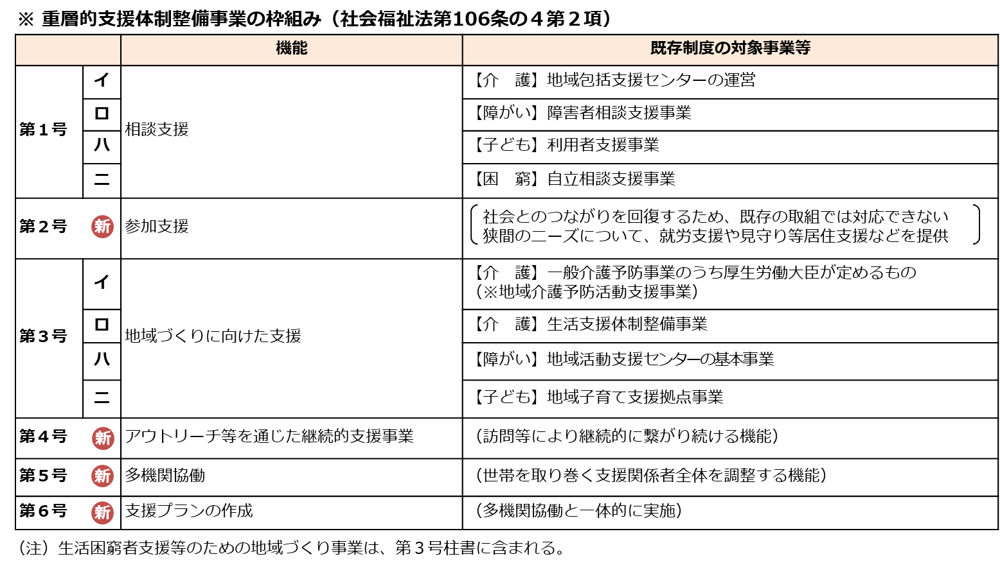 ※ 重層的支援体制整備事業の枠組み（社会福祉法第106条の４第２項）
機能
既存制度の対象事業等
第１号
イ
相談支援
【介　護】地域包括支援センターの運営
ロ
【障がい】障害者相談支援事業
ハ
【子ども】利用者支援事業
ニ
【困　窮】自立相談支援事業
第２号
新
参加支援
社会とのつながりを回復するため、既存の取組では対応できない
狭間のニーズについて、就労支援や見守り等居住支援などを提供
第３号
イ
地域づくりに向けた支援
【介　護】一般介護予防事業のうち厚生労働大臣が定めるもの
（※地域介護予防活動支援事業）
ロ
【介　護】生活支援体制整備事業
ハ
【障がい】地域活動支援センターの基本事業
ニ
【子ども】地域子育て支援拠点事業
第４号
新
アウトリーチ等を通じた継続的支援事業
（訪問等により継続的に繋がり続ける機能）
第５号
新
多機関協働
（世帯を取り巻く支援関係者全体を調整する機能）
第６号
新
支援プランの作成
（多機関協働と一体的に実施）
（注）生活困窮者支援等のための地域づくり事業は、第３号柱書に含まれる。